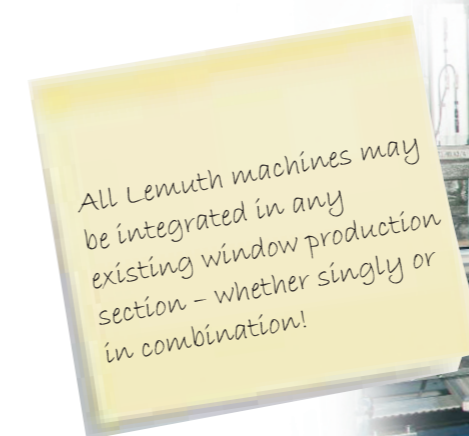 All Lemuth machines may
be integrated in any
existing window production
section – whether singly or
in combination!